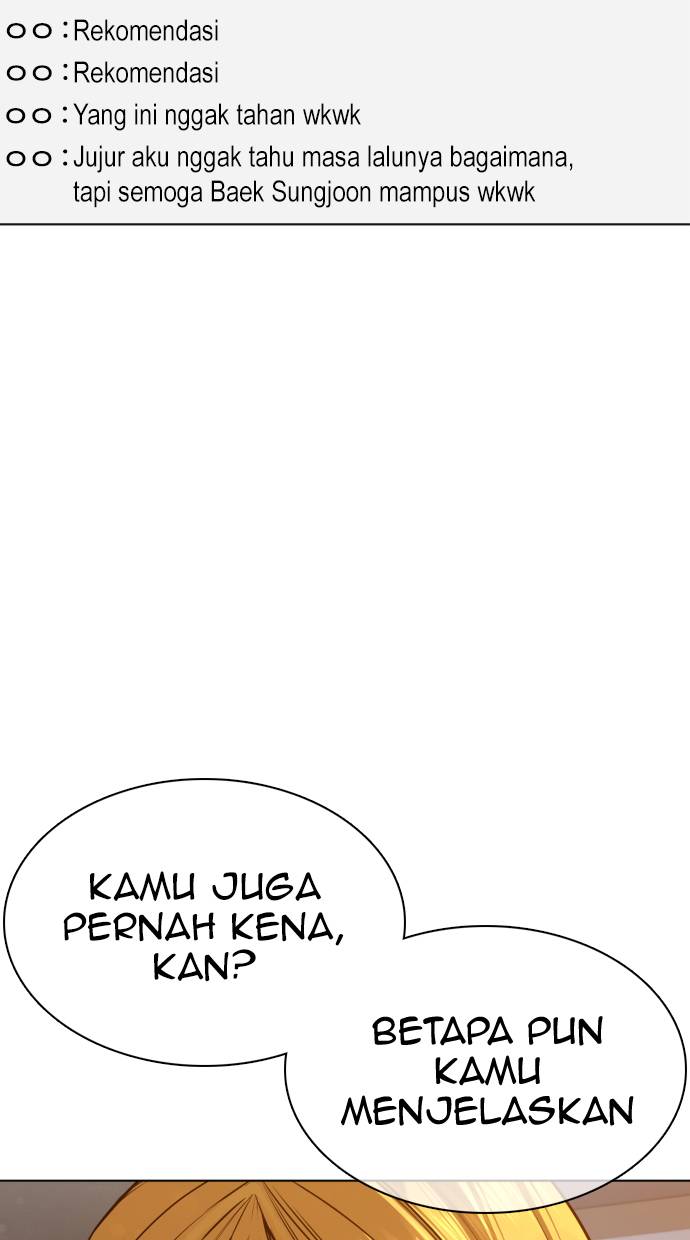 ㅇㅇ : Rekomendasi
ㅇㅇ : Rekomendasi
ㅇㅇ : Yang ini nggak tahan wkwk
ㅇㅇ : Jujur aku nggak tahu masa lalunya bagaimana,
tapi semoga Baek Sungjoon mampus wkwk
KAMU JUGA
PERNAH KENA,
KAN?
BETAPA PUN
KAMU
MENJELASKAN